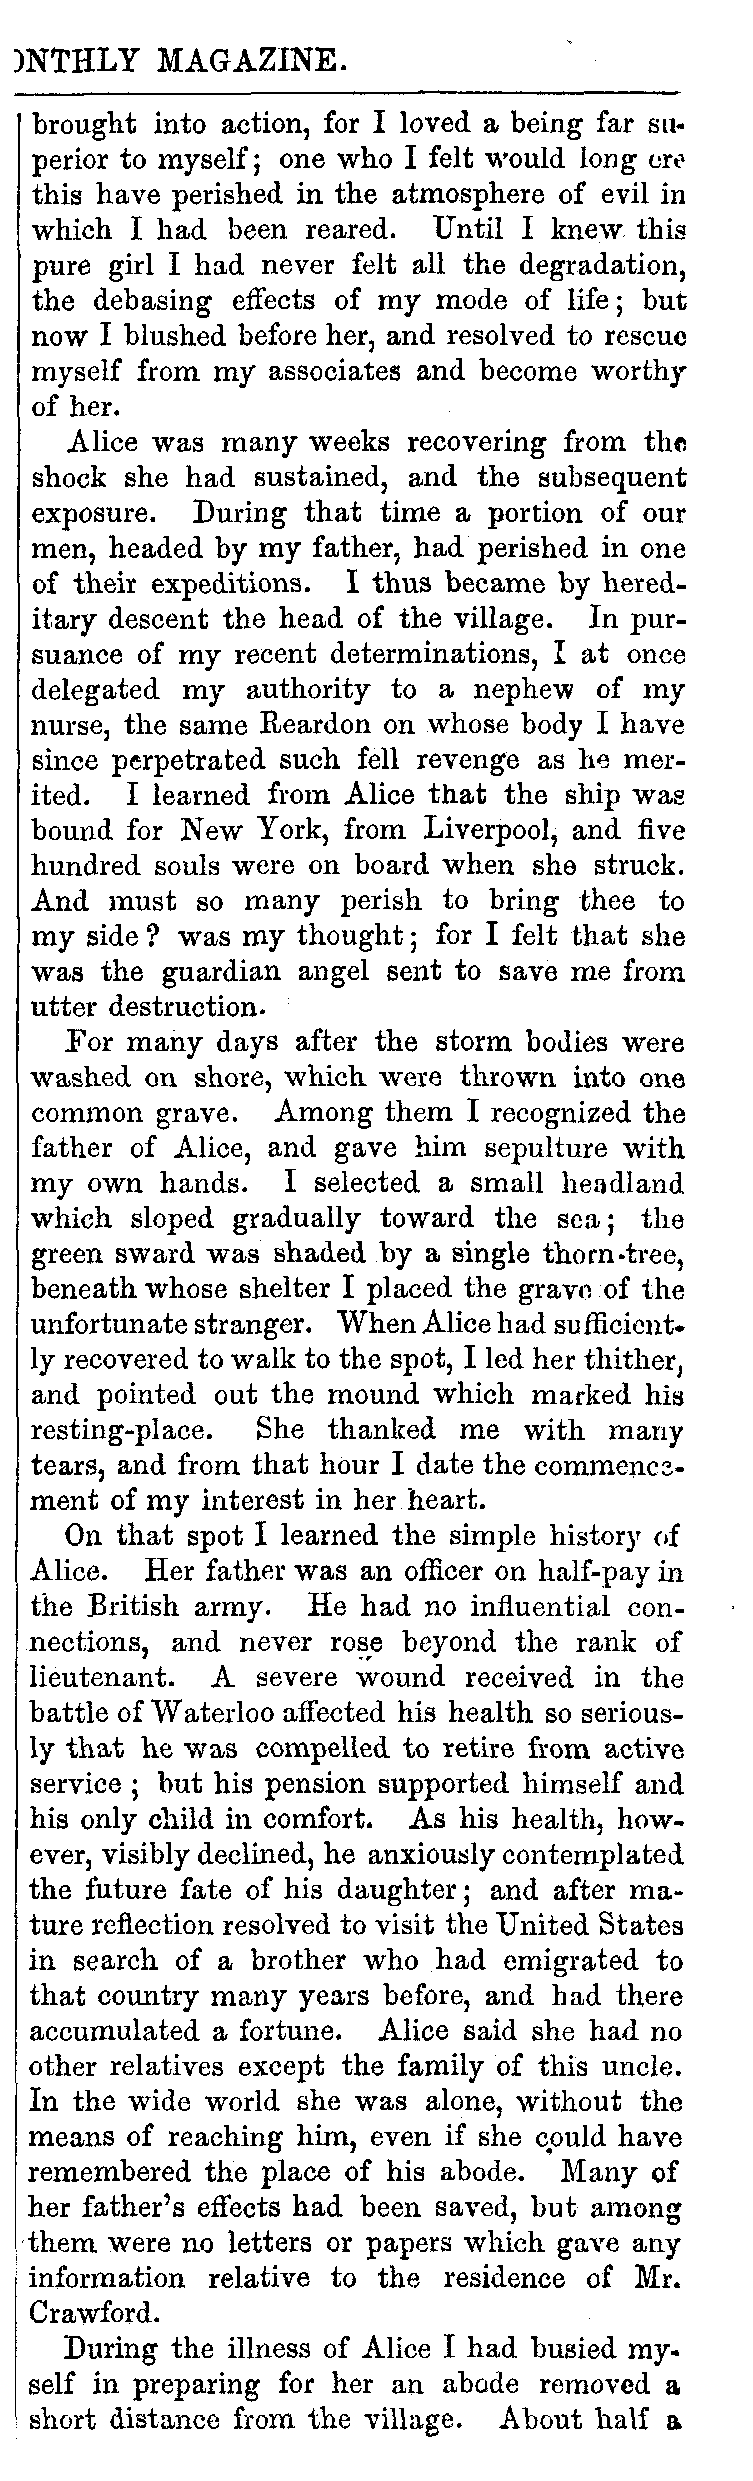 ONTHLY MAGAZINE.
brought into action, for I loved a being far su-
perior to myself; one who I felt would long ere
this have perished in the atmosphere of evil in
which I had been reared. Until I knew this
pure girl I had never felt all the degradation,
the debasing effects of my mode of life; but
now I blushed before her, and resolved to rescue
myself from my associates and become worthy
of her.
Alice was many weeks recovering from the
shock she had sustained, and the subsequent
exposure. During that time a portion of our
men, headed by my father, had perished in one
of their expeditions. I thus became by hered-
itary descent the head of the village. In pur-
suance of my recent determinations, I at once
delegated my authority to a nephew of my
nurse, the same Reardon on whose body I have
since perpetrated such fell revenge as he mer-
ited. I learned from Alice that the ship was
bound for New York, from Liverpool, and five
hundred souls were on board when she struck.
And must so many perish to bring thee to
my side? was my thought; for I felt that she
was the guardian angel sent to save me from
utter destruction.
For many days after the storm bodies were
washed on shore, which were thrown into one
common grave. Among them I recognized the
father of Alice, and gave him sepulture with
my own hands. I selected a small headland
which sloped gradually toward the sea; the
green sward was shaded by a single thorn-tree,
beneath whose shelter I placed the grave of the
unfortunate stranger. When Alice had sufficient-
ly recovered to walk to the spot, I led her thither,
and pointed out the mound which marked his
resting-place. She thanked me with many
tears, and from that hour I date the commence-
ment of my interest in her heart.
On that spot I learned the simple history of
Alice. Her father was an officer on half-pay in
the British army. He had no influential con-
nections, and never rose beyond the rank of
lieutenant. A severe wound received in the
battle of Waterloo affected his health so serious-
ly that he was compelled to retire from active
service; but his pension supported himself and
his only child in comfort. As his health, how-
ever, visibly declined, he anxiously contemplated
the future fate of his daughter; and after ma-
ture reflection resolved to visit the United States
in search of a brother who had emigrated to
that country many years before, and had there
accumulated a fortune. Alice said she had no
other relatives except the family of this uncle.
In the wide world she was alone, without the
means of reaching him, even if she could have
remembered the place of his abode. Many of
her father's effects had been saved, but among
them were no letters or papers which gave any
information relative to the residence of Mr.
Crawford.
During the illness of Alice I had busied my-
self in preparing for her an abode removed a
short distance from the village. About half a